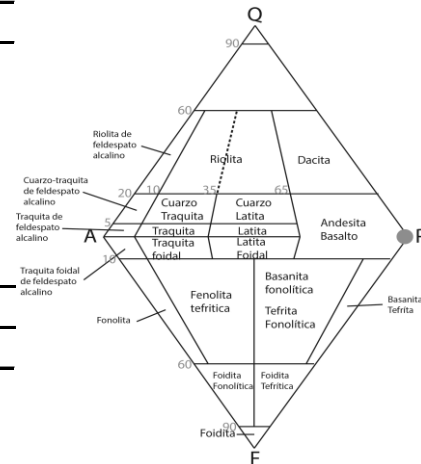 Q
90
60
Riolita de
feldespato
alcalino
Riolita
Dacita
Cuarzo-traquita
de feldespato
alcalino
20
10
35
65
Cuarzo
Traquita
Cuarzo
Latita
Traquita de
feldespato
alcalino
5
A
Traquita
Latita
Andesita
Basalto
P
Traquita
foidal
Latita
Foidal
10
Traquita foidal
de feldespato
alcalino
Fenolita
tefrítica
Basanita
fonolítica
Tefrita
Fonolítica
Basanita
Tefrita
Fonolita
60
Foidita
Fonolítica
Foidita
Tefrítica
90
Foidita
F